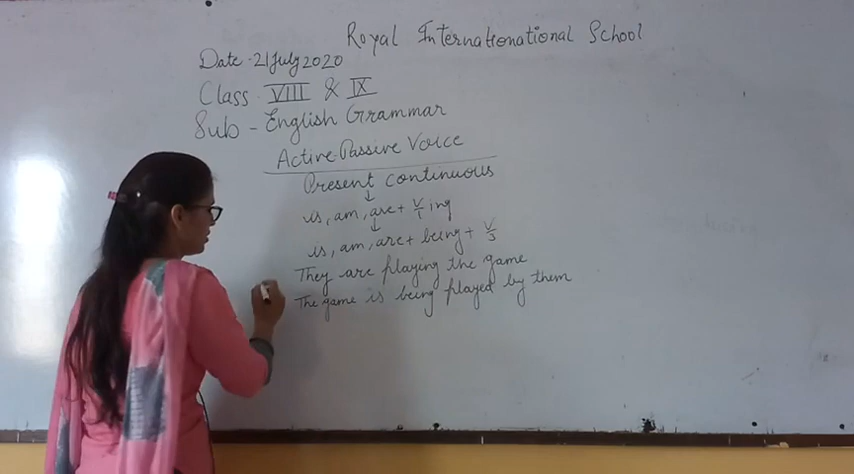 Royal Internationational School
Date - 21 July 2020
Class VIII & IX
Sub - English Grammar
Active-Passive Voice
Present continuous
↓
is, am, are + V/1 ing
↓
is, am, are + being + V/3
They are playing the game
The game is being played by them